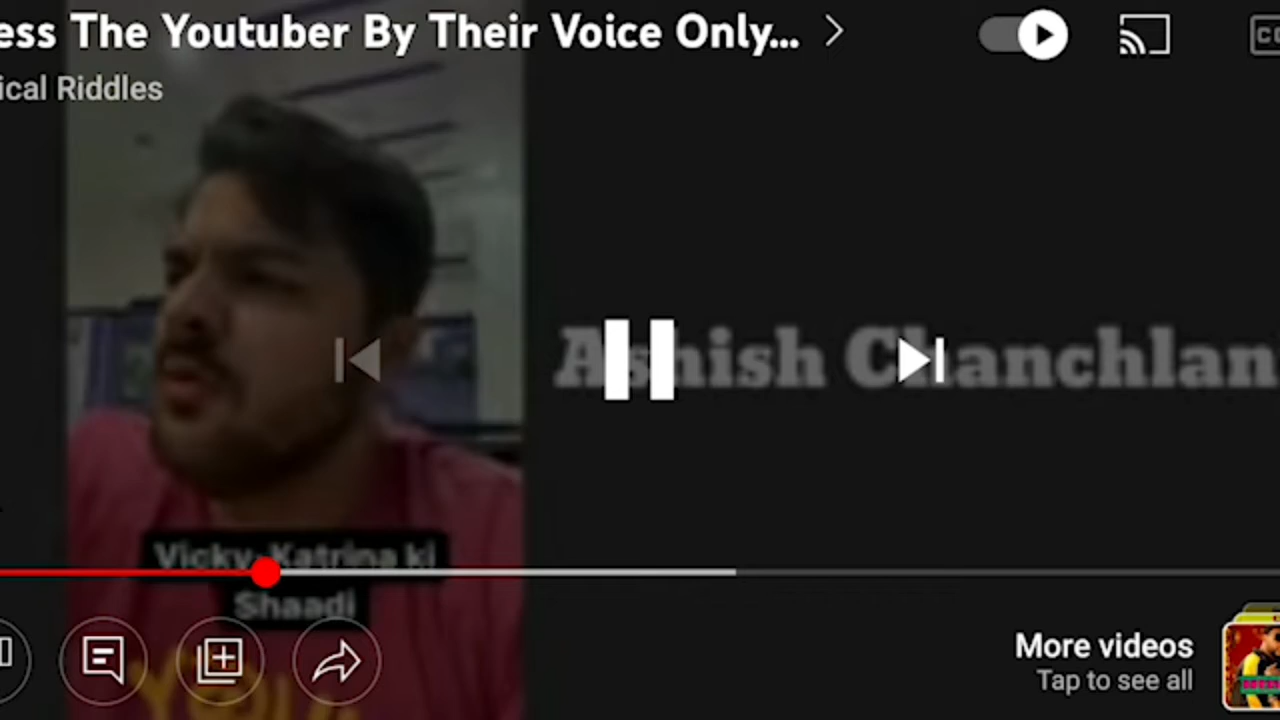 ess The Youtuber By Their Voice Only...
ical Riddles
Ashish Chanchlan
Vicky-Katrina ki
Shaadi
More videos
Tap to see all